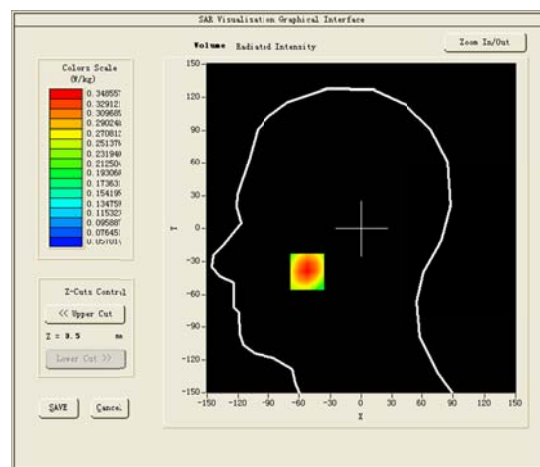 SAR Visualization Graphical Interface
Volume Radiated Intensity
Zoom In/Out
Colors Scale
(W/kg)
0.348557
0.329121
0.309685
0.290248
0.270812
0.251376
0.231940
0.212504
0.193068
0.173631
0.154195
0.134759
0.115323
0.095887
0.076451
0.057014
Z-Cuts Control
<< Upper Cut
Z = 0.5 mm
Lower Cut >>
SAVE
Cancel
150
120
90
60
30
0
-30
-60
-90
-120
-150
Y
-150 -120 -90 -60 -30 0 30 60 90 120 150
X